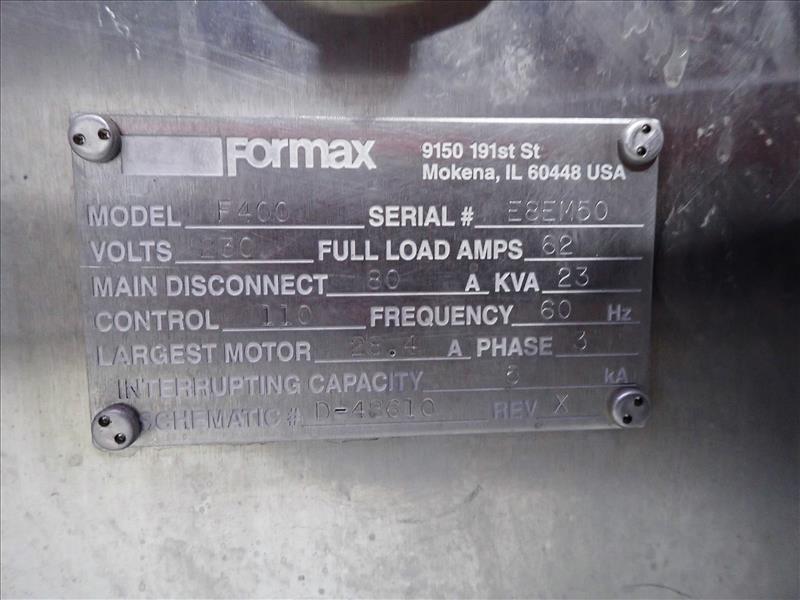 Formax
9150 191st St
Mokena, IL 60448 USA
MODEL F400 SERIAL # E8EM50
VOLTS 230 FULL LOAD AMPS 62
MAIN DISCONNECT 80 A KVA 23
CONTROL 110 FREQUENCY 60 Hz
LARGEST MOTOR 28.4 A PHASE 3
INTERRUPTING CAPACITY 5 kA
SCHEMATIC # D-48610 REV X